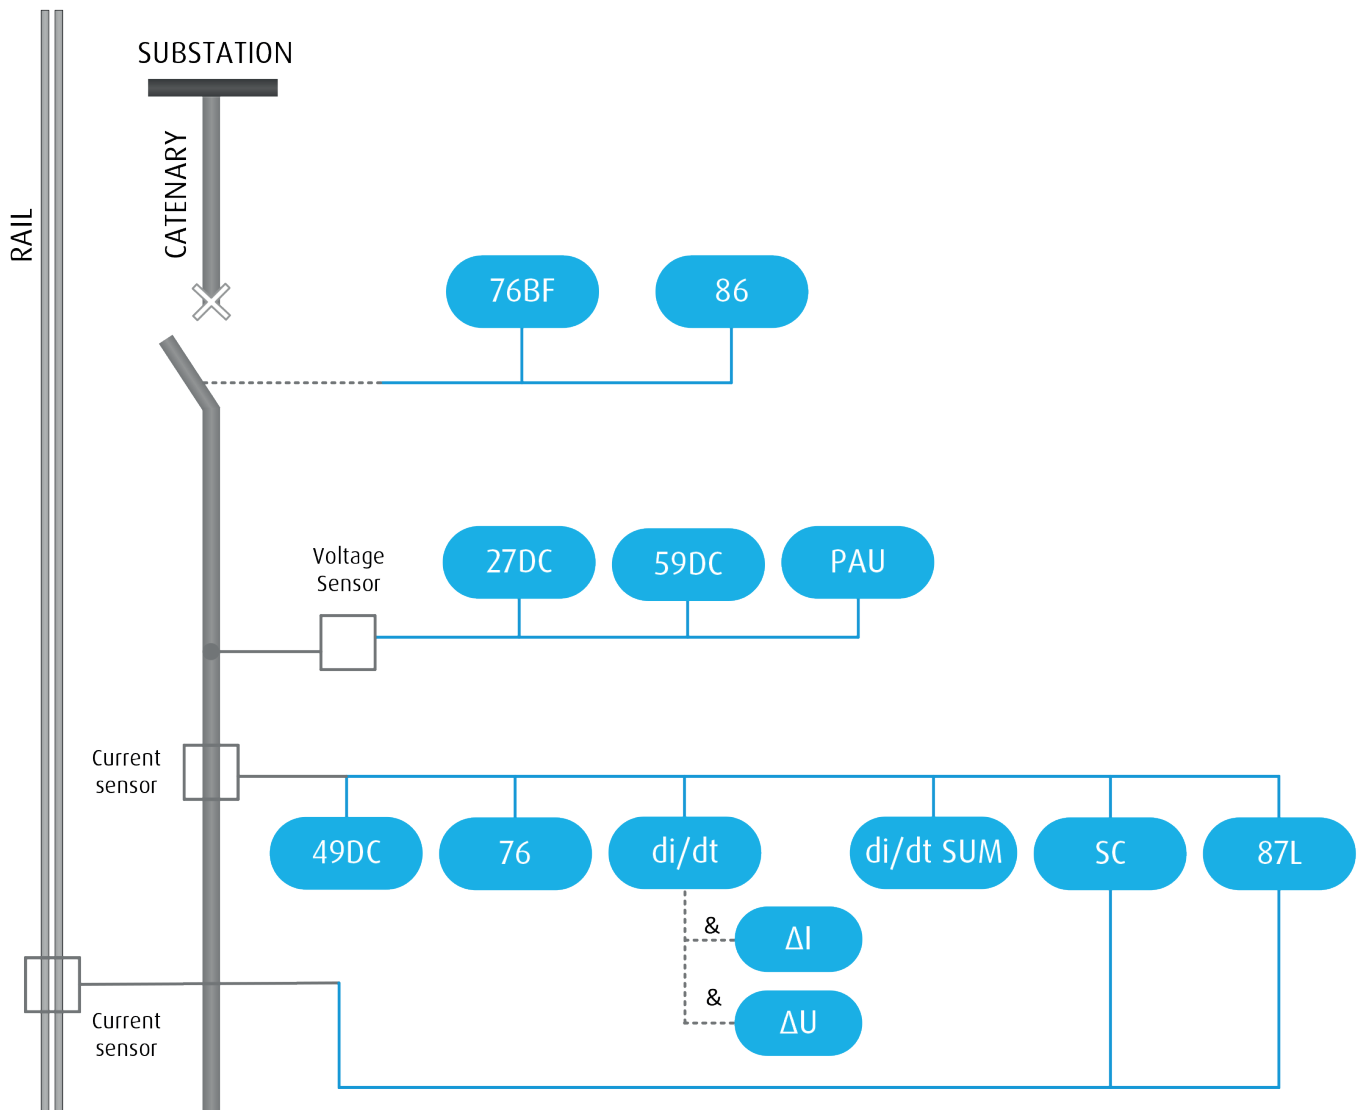 SUBSTATION
CATENARY
RAIL
76BF
86
Voltage
Sensor
27DC
59DC
PAU
Current
sensor
49DC
76
di/dt
di/dt SUM
SC
87L
&
ΔI
&
ΔU
Current
sensor